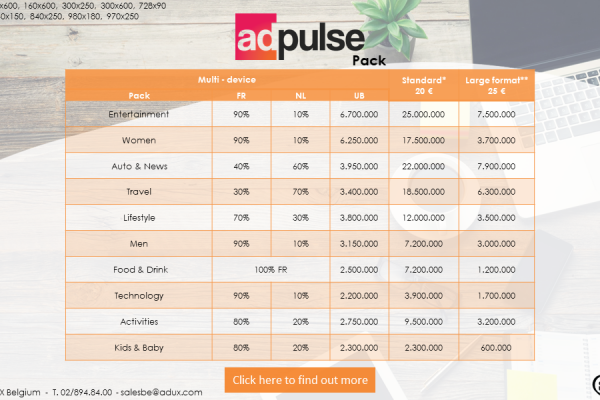 x600, 160x600, 300x250, 300x600, 728x90
0x150, 840x250, 980x180, 970x250
adpulse
Pack
Multi - device Standard* Large format**
20 € 25 €
Pack FR NL UB
Entertainment 90% 10% 6.700.000 25.000.000 7.500.000
Women 90% 10% 6.250.000 17.500.000 3.700.000
Auto & News 40% 60% 3.950.000 22.000.000 7.900.000
Travel 30% 70% 3.400.000 18.500.000 6.300.000
Lifestyle 70% 30% 3.800.000 12.000.000 3.500.000
Men 90% 10% 3.150.000 7.200.000 3.000.000
Food & Drink 100% FR 2.500.000 7.200.000 1.200.000
Technology 90% 10% 2.200.000 3.900.000 1.700.000
Activities 80% 20% 2.750.000 9.500.000 3.200.000
Kids & Baby 80% 20% 2.300.000 2.300.000 600.000
Click here to find out more
X Belgium - T. 02/894.84.00 - salesbe@adux.com